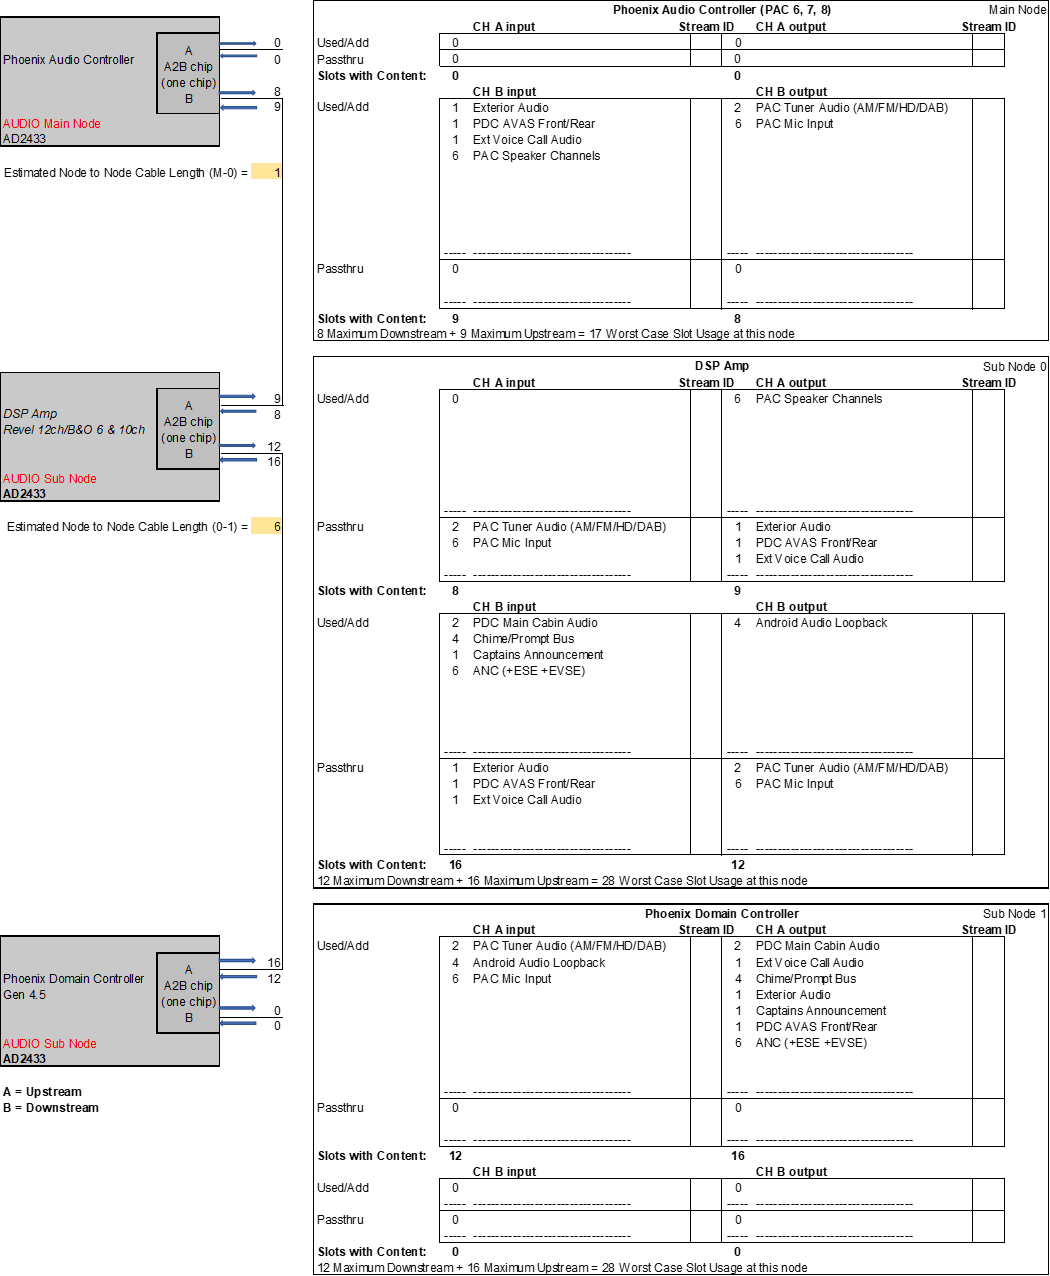 Phoenix Audio Controller (PAC 6, 7, 8) Main Node
CH A input Stream ID CH A output Stream ID
Used/Add 0 0
Passthru 0 0
Slots with Content: 0 0
CH B input CH B output
Used/Add 1 Exterior Audio 2 PAC Tuner Audio (AM/FM/HD/DAB)
1 PDC AVAS Front/Rear 6 PAC Mic Input
1 Ext Voice Call Audio
6 PAC Speaker Channels
----- ---------------------------------- ----- ----------------------------------
Passthru 0 0
----- ---------------------------------- ----- ----------------------------------
Slots with Content: 9 8
8 Maximum Downstream + 9 Maximum Upstream = 17 Worst Case Slot Usage at this node
Phoenix Audio Controller
A
A2B chip
(one chip)
B
0
0
8
9
AUDIO Main Node
AD2433
Estimated Node to Node Cable Length (M-0) = 1
DSP Amp Sub Node 0
CH A input Stream ID CH A output Stream ID
Used/Add 0 6 PAC Speaker Channels
----- ---------------------------------- ----- ----------------------------------
Passthru 2 PAC Tuner Audio (AM/FM/HD/DAB) 1 Exterior Audio
6 PAC Mic Input 1 PDC AVAS Front/Rear
1 Ext Voice Call Audio
----- ---------------------------------- ----- ----------------------------------
Slots with Content: 8 9
CH B input CH B output
Used/Add 2 PDC Main Cabin Audio 4 Android Audio Loopback
4 Chime/Prompt Bus
1 Captains Announcement
6 ANC (+ESE +EVSE)
----- ---------------------------------- ----- ----------------------------------
Passthru 1 Exterior Audio 2 PAC Tuner Audio (AM/FM/HD/DAB)
1 PDC AVAS Front/Rear 6 PAC Mic Input
1 Ext Voice Call Audio
----- ---------------------------------- ----- ----------------------------------
Slots with Content: 16 12
12 Maximum Downstream + 16 Maximum Upstream = 28 Worst Case Slot Usage at this node
DSP Amp
Revel 12ch/B&O 6 & 10ch
A
A2B chip
(one chip)
B
9
8
12
16
AUDIO Sub Node
AD2433
Estimated Node to Node Cable Length (0-1) = 6
Phoenix Domain Controller Sub Node 1
CH A input Stream ID CH A output Stream ID
Used/Add 2 PAC Tuner Audio (AM/FM/HD/DAB) 2 PDC Main Cabin Audio
4 Android Audio Loopback 1 Ext Voice Call Audio
6 PAC Mic Input 4 Chime/Prompt Bus
1 Exterior Audio
1 Captains Announcement
1 PDC AVAS Front/Rear
6 ANC (+ESE +EVSE)
----- ---------------------------------- ----- ----------------------------------
Passthru 0 0
----- ---------------------------------- ----- ----------------------------------
Slots with Content: 12 16
CH B input CH B output
Used/Add 0 0
----- ---------------------------------- ----- ----------------------------------
Passthru 0 0
----- ---------------------------------- ----- ----------------------------------
Slots with Content: 0 0
12 Maximum Downstream + 16 Maximum Upstream = 28 Worst Case Slot Usage at this node
Phoenix Domain Controller
Gen 4.5
A
A2B chip
(one chip)
B
16
12
0
0
AUDIO Sub Node
AD2433
A = Upstream
B = Downstream